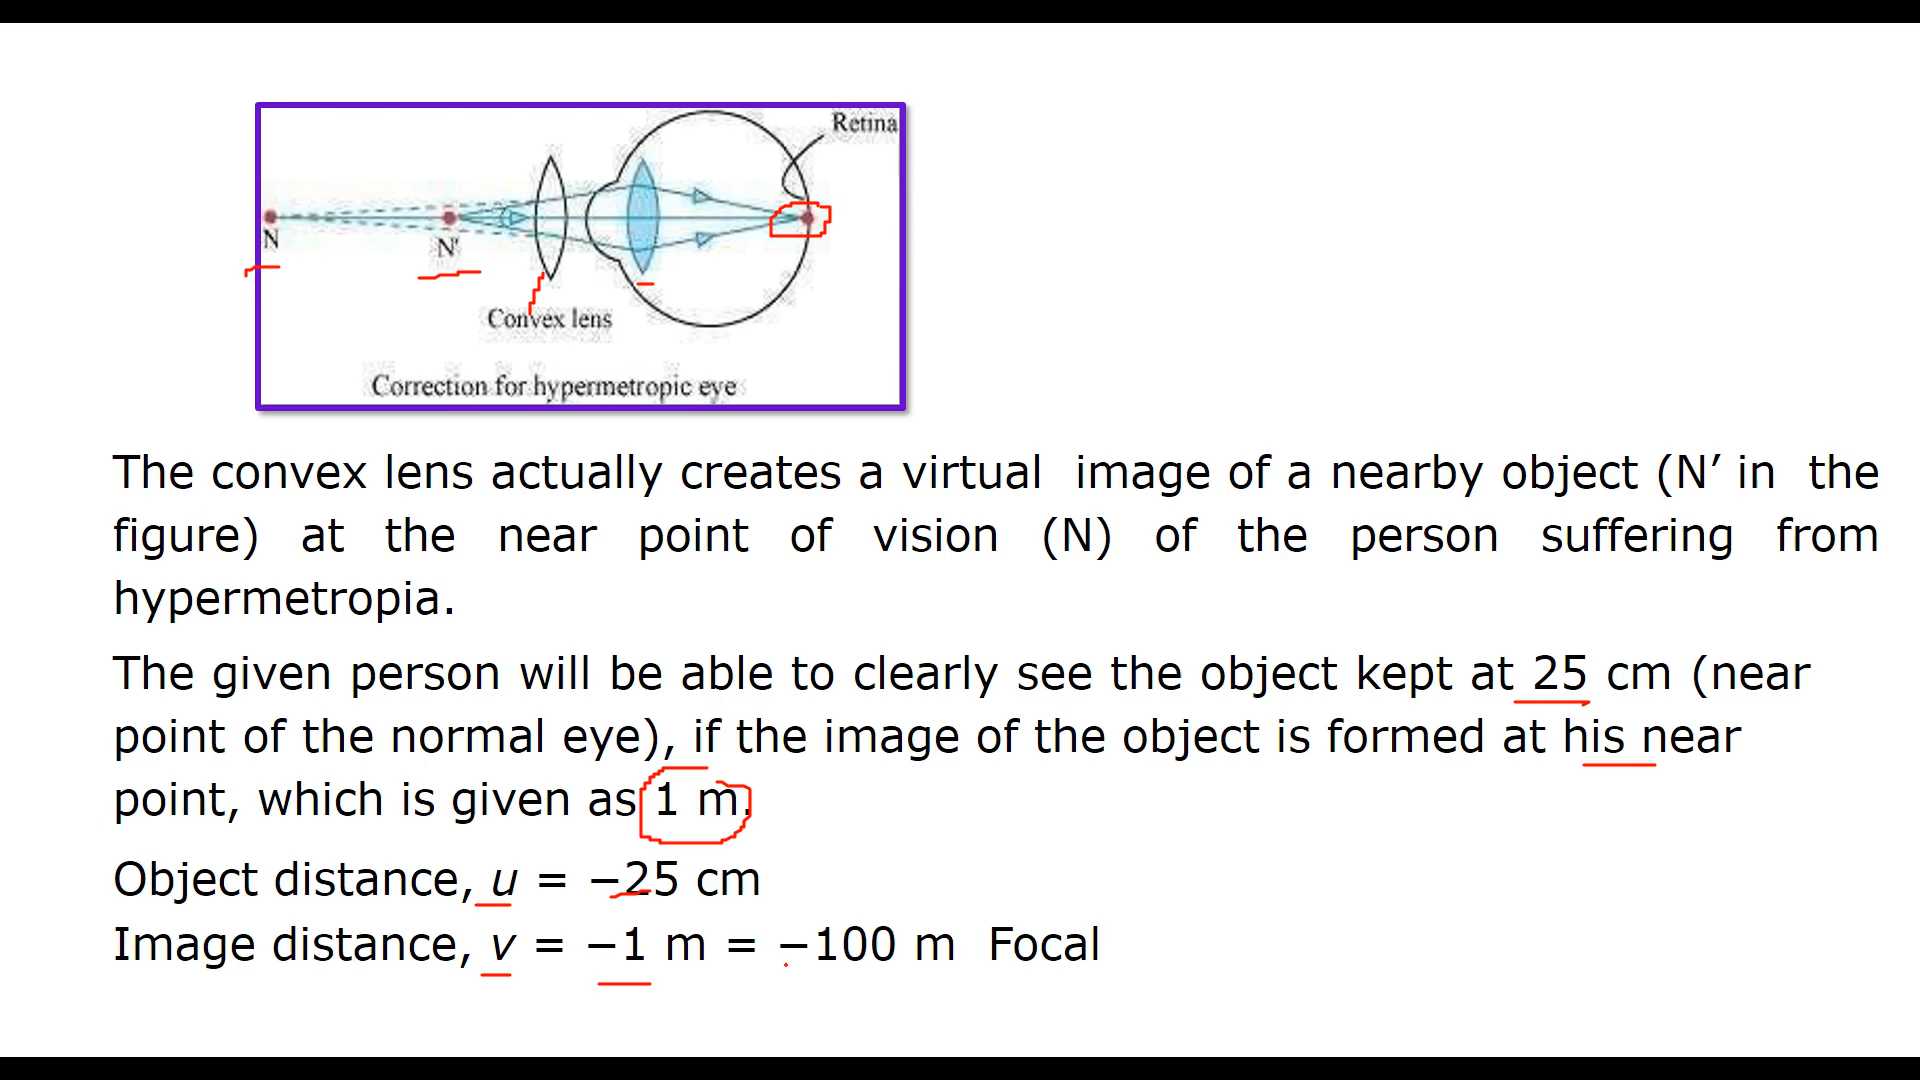 Retina
N
N'
Convex lens
Correction for hypermetropic eye
The convex lens actually creates a virtual image of a nearby object (N’ in the
figure) at the near point of vision (N) of the person suffering from
hypermetropia.
The given person will be able to clearly see the object kept at 25 cm (near
point of the normal eye), if the image of the object is formed at his near
point, which is given as 1 m.
Object distance, u = −25 cm
Image distance, v = −1 m = −100 m Focal